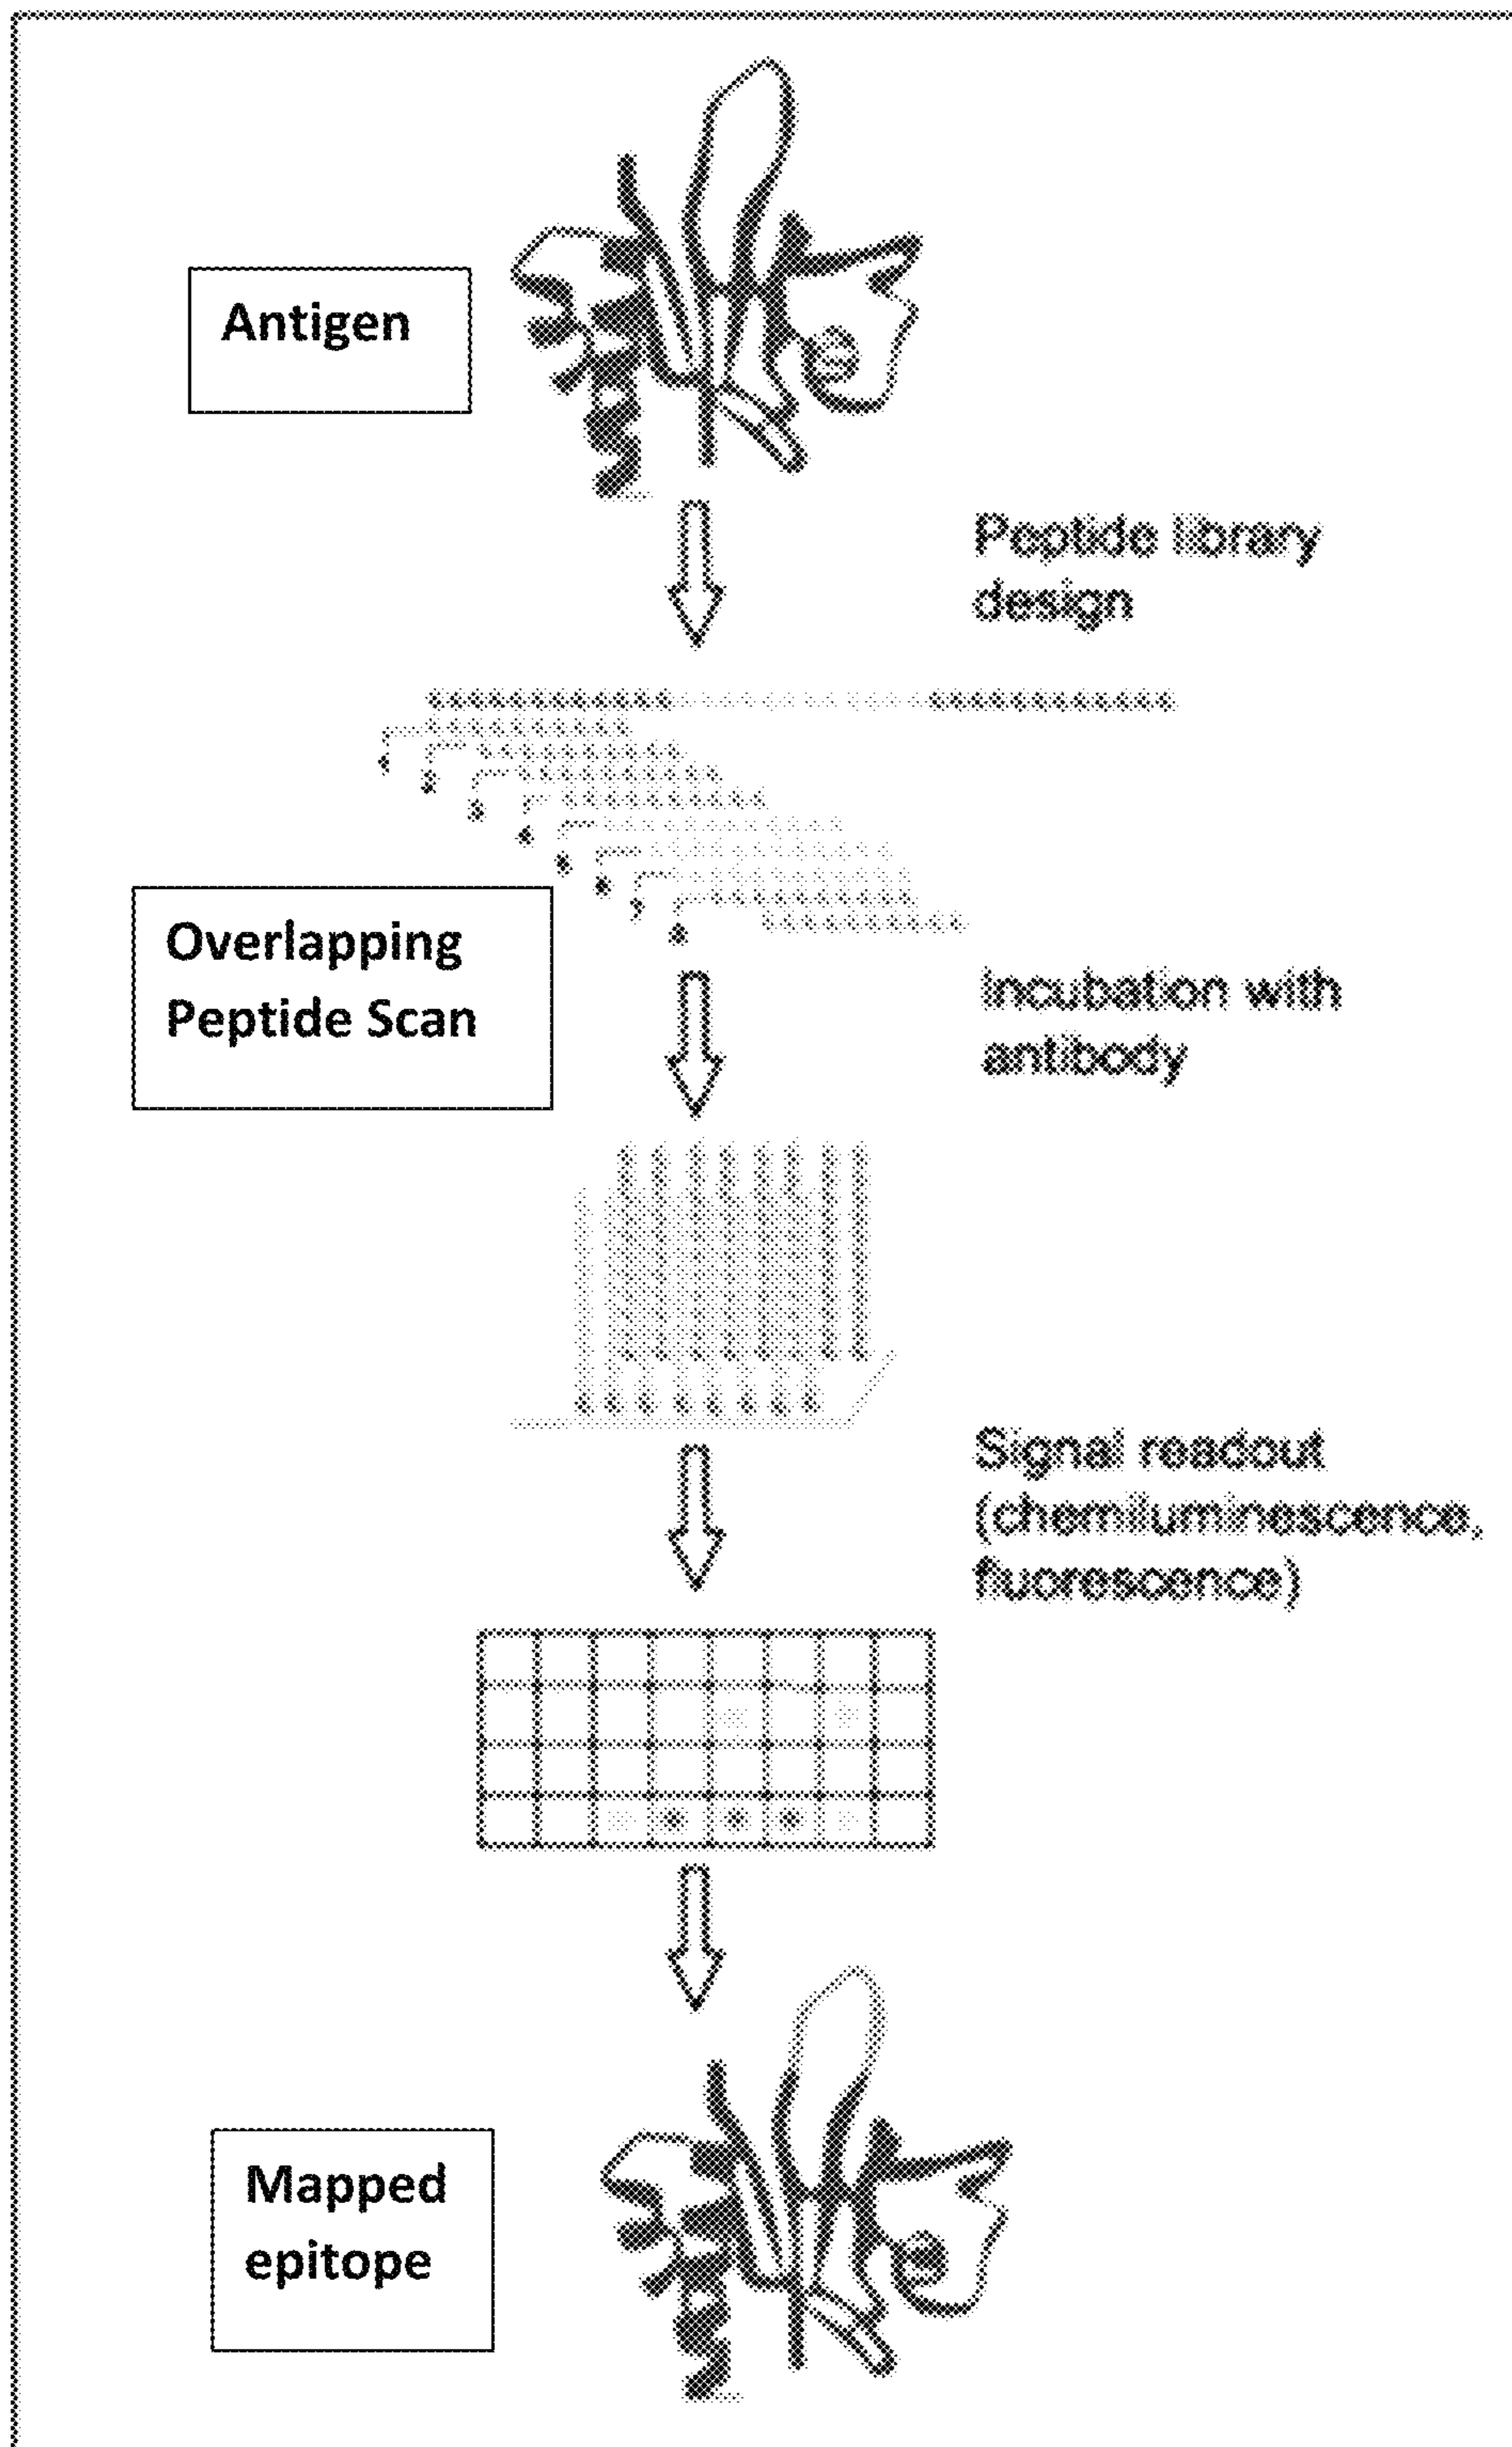 Antigen
Peptide library
design
Overlapping
Peptide Scan
Incubation with
antibody
Signal readout
(chemiluminescence,
fluorescence)
Mapped
epitope